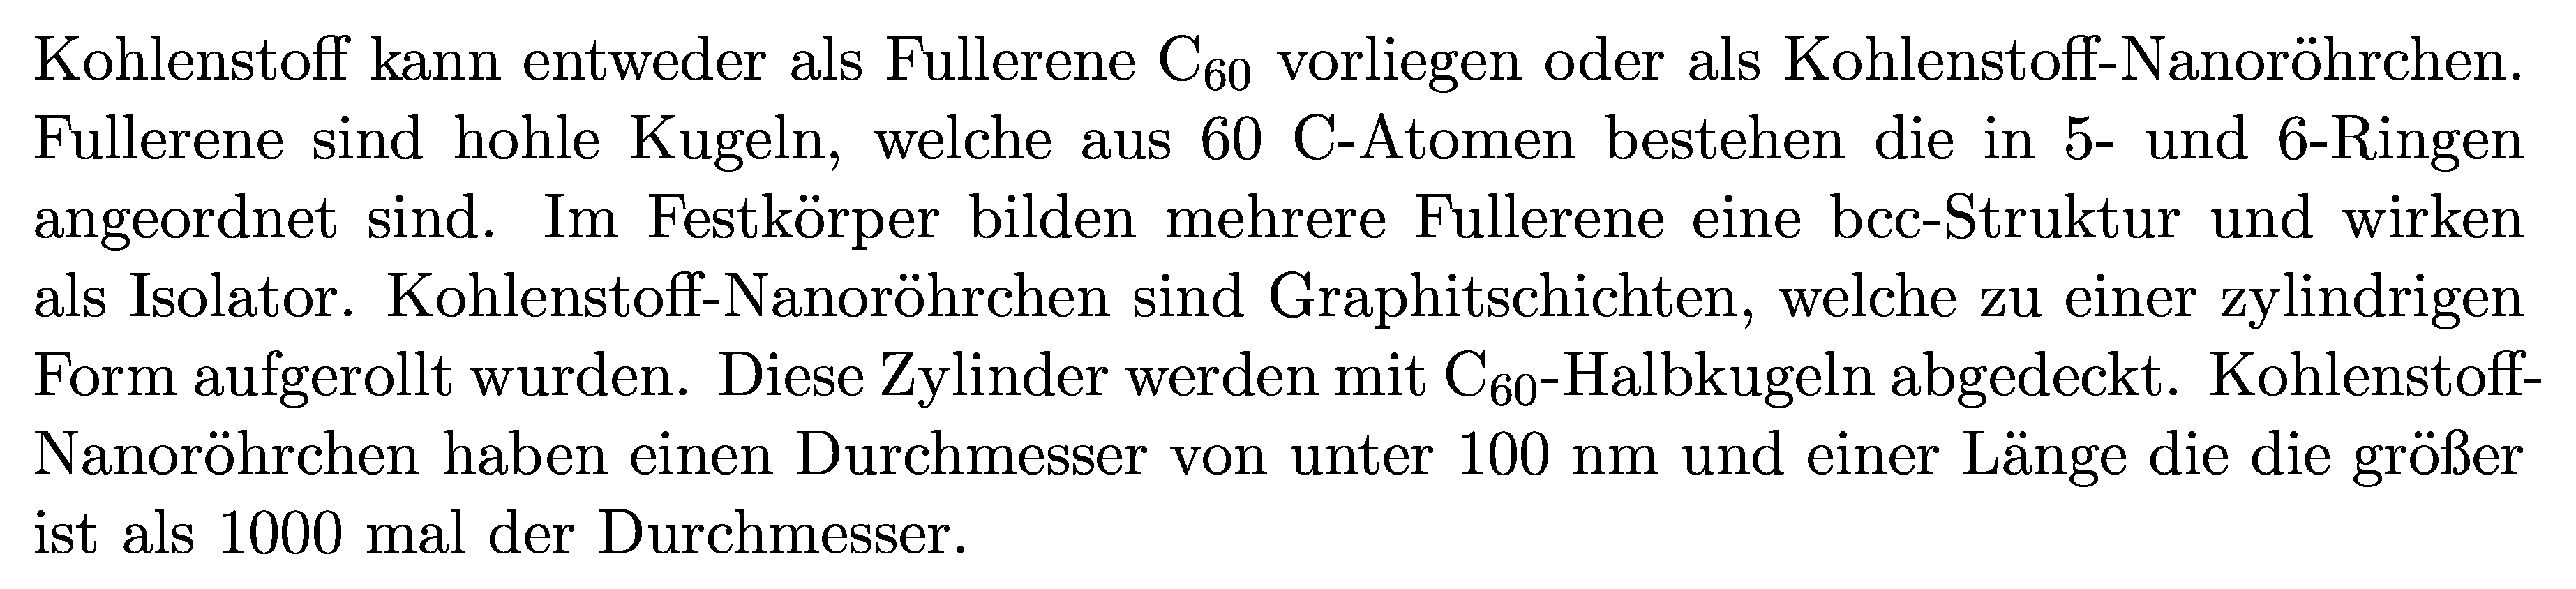 Kohlenstoff kann entweder als Fullerene C₆₀ vorliegen oder als Kohlenstoff-Nanoröhrchen.
Fullerene sind hohle Kugeln, welche aus 60 C-Atomen bestehen die in 5- und 6-Ringen
angeordnet sind. Im Festkörper bilden mehrere Fullerene eine bcc-Struktur und wirken
als Isolator. Kohlenstoff-Nanoröhrchen sind Graphitschichten, welche zu einer zylindrigen
Form aufgerollt wurden. Diese Zylinder werden mit C₆₀-Halbkugeln abgedeckt. Kohlenstoff-
Nanoröhrchen haben einen Durchmesser von unter 100 nm und einer Länge die die größer
ist als 1000 mal der Durchmesser.